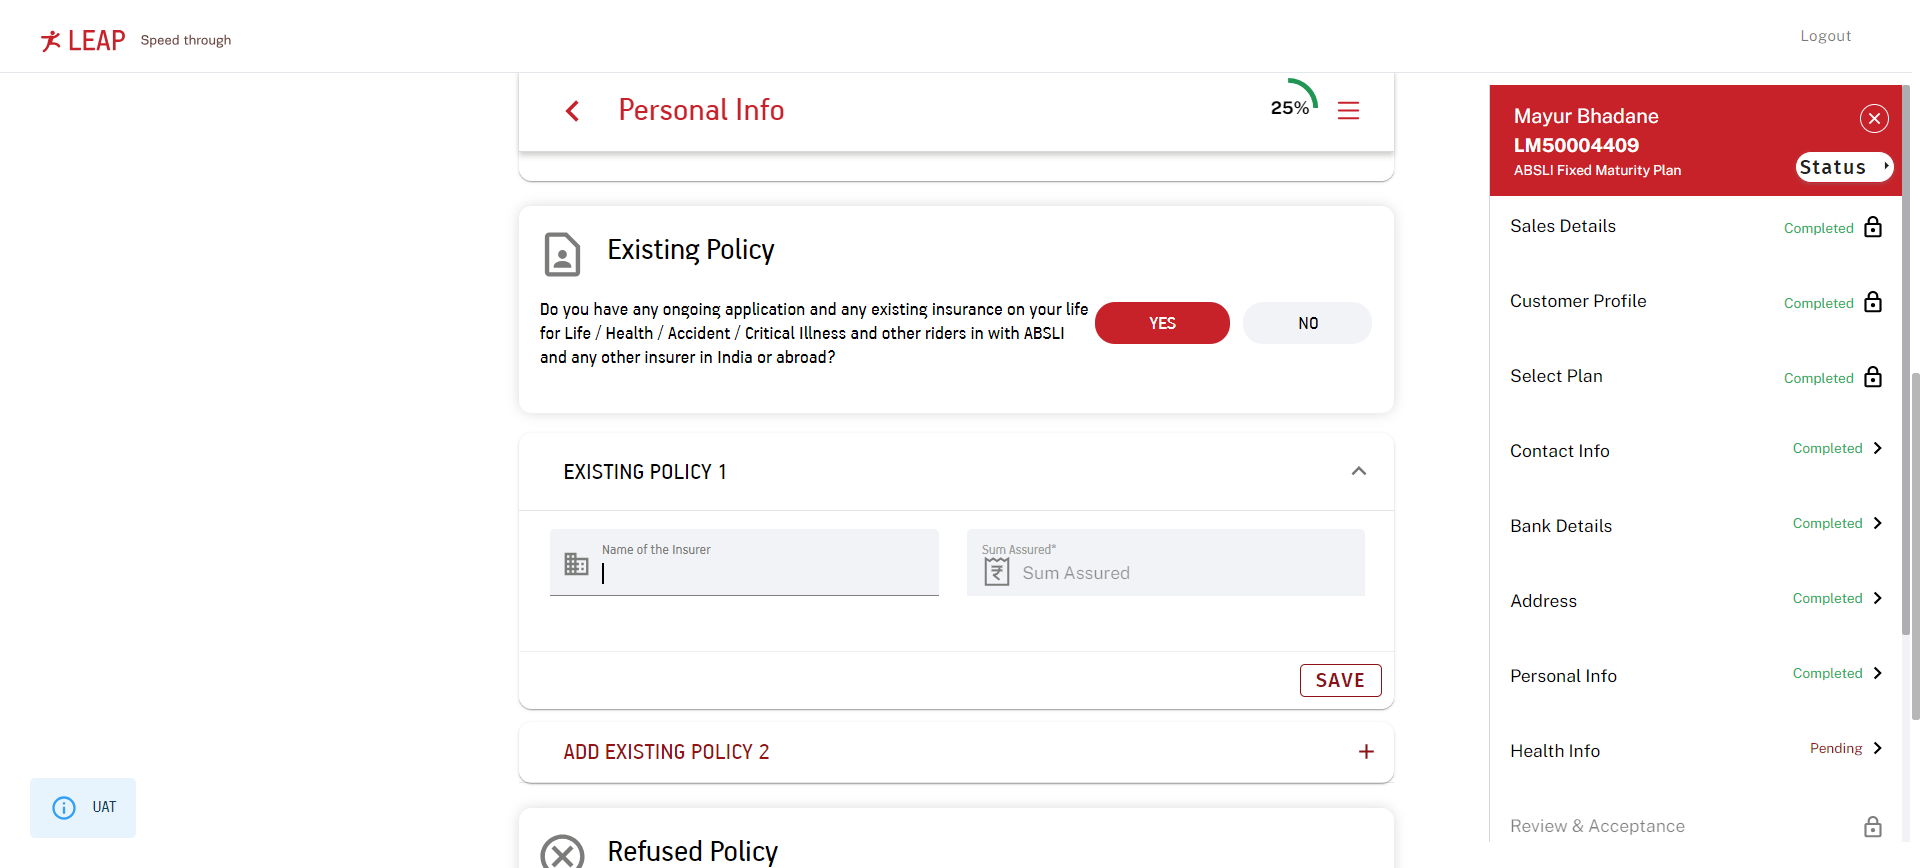 LEAP Speed through
Logout
Personal Info
25%
Mayur Bhadane
LM50004409
ABSLI Fixed Maturity Plan
Status
Existing Policy
Do you have any ongoing application and any existing insurance on your life
for Life / Health / Accident / Critical Illness and other riders in with ABSLI
and any other insurer in India or abroad?
YES
NO
EXISTING POLICY 1
Name of the Insurer
Sum Assured*
Sum Assured
SAVE
ADD EXISTING POLICY 2
Refused Policy
Sales Details Completed
Customer Profile Completed
Select Plan Completed
Contact Info Completed
Bank Details Completed
Address Completed
Personal Info Completed
Health Info Pending
Review & Acceptance
UAT